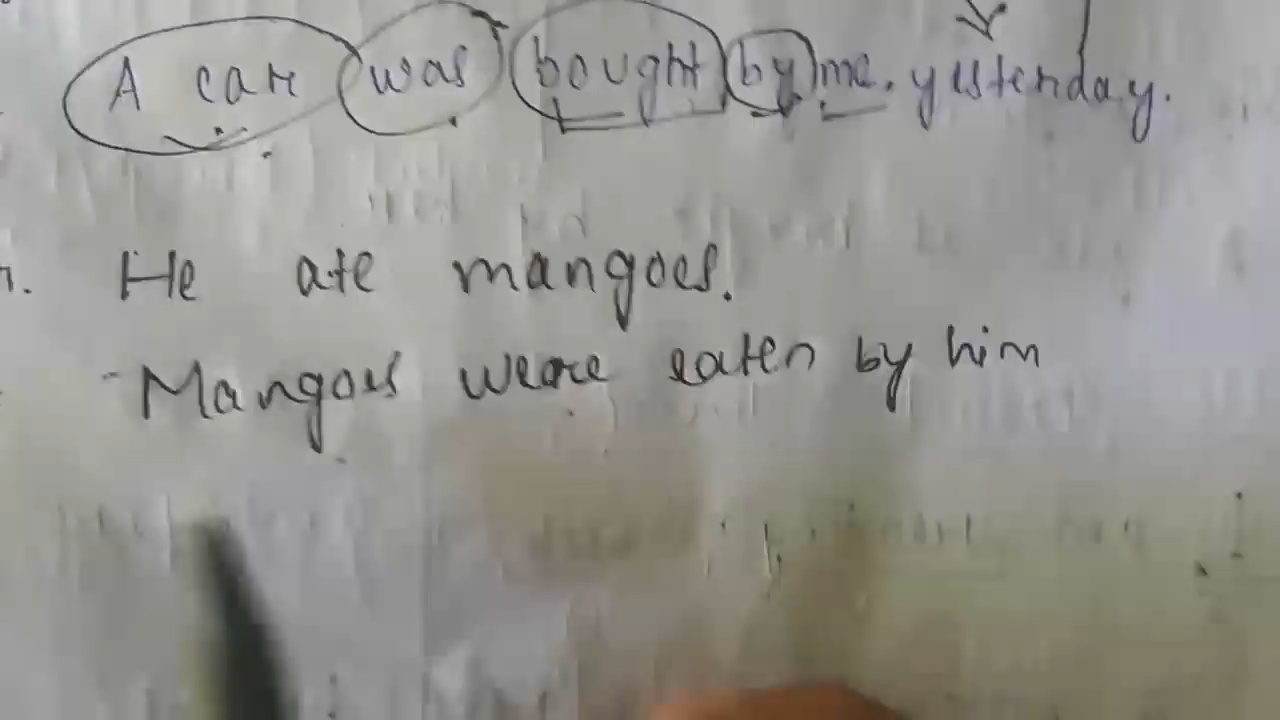 A car was bought by me. yesterday.
He ate mangoes.
Mangoes were eaten by him